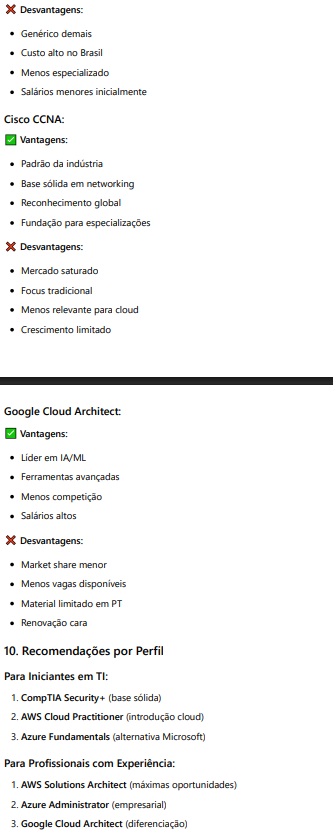 ❌ Desvantagens:
• Genérico demais
• Custo alto no Brasil
• Menos especializado
• Salários menores inicialmente
Cisco CCNA:
✅ Vantagens:
• Padrão da indústria
• Base sólida em networking
• Reconhecimento global
• Fundação para especializações
❌ Desvantagens:
• Mercado saturado
• Focus tradicional
• Menos relevante para cloud
• Crescimento limitado
Google Cloud Architect:
✅ Vantagens:
• Líder em IA/ML
• Ferramentas avançadas
• Menos competição
• Salários altos
❌ Desvantagens:
• Market share menor
• Menos vagas disponíveis
• Material limitado em PT
• Renovação cara
10. Recomendações por Perfil
Para Iniciantes em TI:
1. CompTIA Security+ (base sólida)
2. AWS Cloud Practitioner (introdução cloud)
3. Azure Fundamentals (alternativa Microsoft)
Para Profissionais com Experiência:
1. AWS Solutions Architect (máximas oportunidades)
2. Azure Administrator (empresarial)
3. Google Cloud Architect (diferenciação)